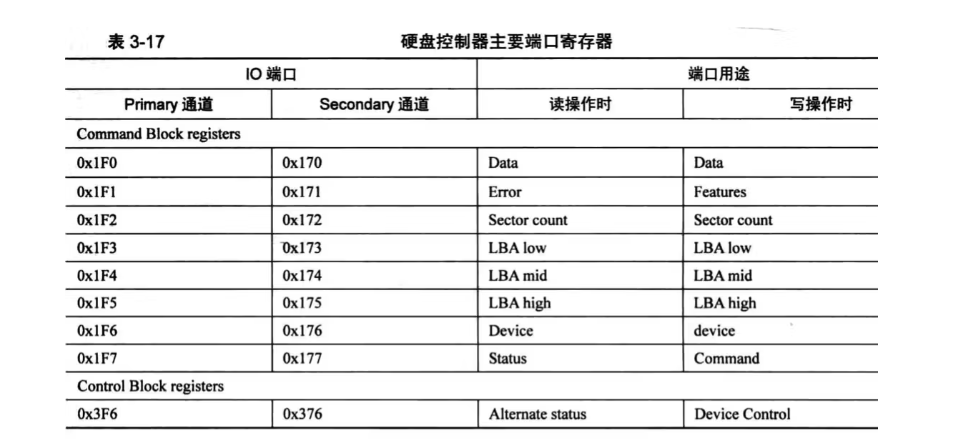 表 3-17 硬盘控制器主要端口寄存器
IO 端口 端口用途
Primary 通道 Secondary 通道 读操作时 写操作时
Command Block registers
0x1F0 0x170 Data Data
0x1F1 0x171 Error Features
0x1F2 0x172 Sector count Sector count
0x1F3 0x173 LBA low LBA low
0x1F4 0x174 LBA mid LBA mid
0x1F5 0x175 LBA high LBA high
0x1F6 0x176 Device device
0x1F7 0x177 Status Command
Control Block registers
0x3F6 0x376 Alternate status Device Control